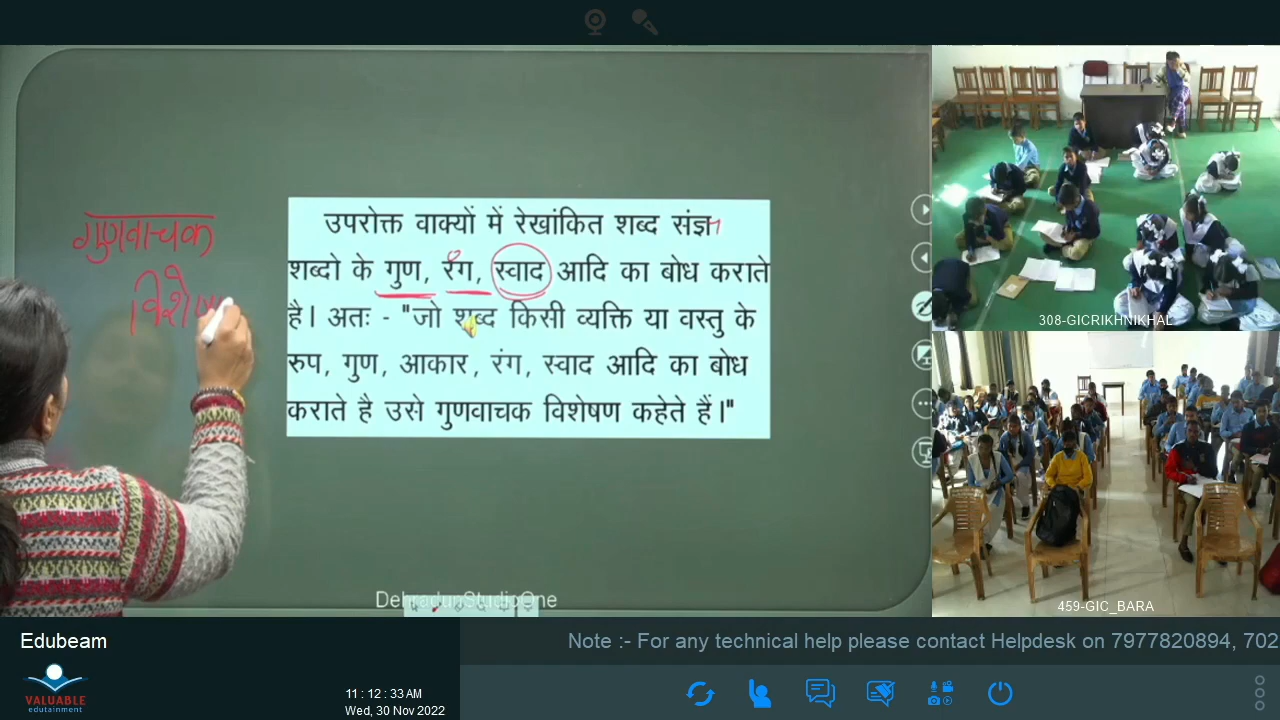 गुणवाचक
विशेष
उपरोक्त वाक्यों में रेखांकित शब्द संज्ञा
शब्दो के गुण, रंग, स्वाद आदि का बोध कराते
है। अतः - "जो शब्द किसी व्यक्ति या वस्तु के
रुप, गुण, आकार, रंग, स्वाद आदि का बोध
कराते है उसे गुणवाचक विशेषण कहेते हैं।"
DehradunStudioOne
308-GICRIKHNIKHAL
459-GIC_BARA
Edubeam
Note :- For any technical help please contact Helpdesk on 7977820894, 702
VALUABLE
edutainment
11 : 12 : 33 AM
Wed, 30 Nov 2022